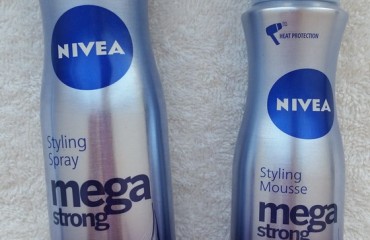 NIVEA
Styling
Spray
mega
strong
HEAT PROTECTION
NIVEA
Styling
Mousse
mega
strong